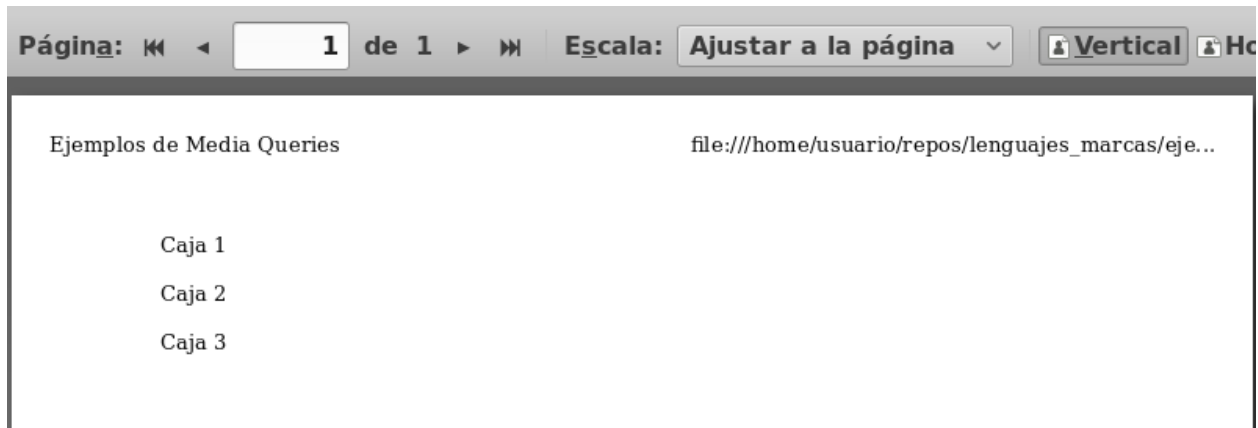 Página: 1 de 1 Escala: Ajustar a la página Vertical Ho
Ejemplos de Media Queries file:///home/usuario/repos/lenguajes_marcas/eje...
Caja 1
Caja 2
Caja 3